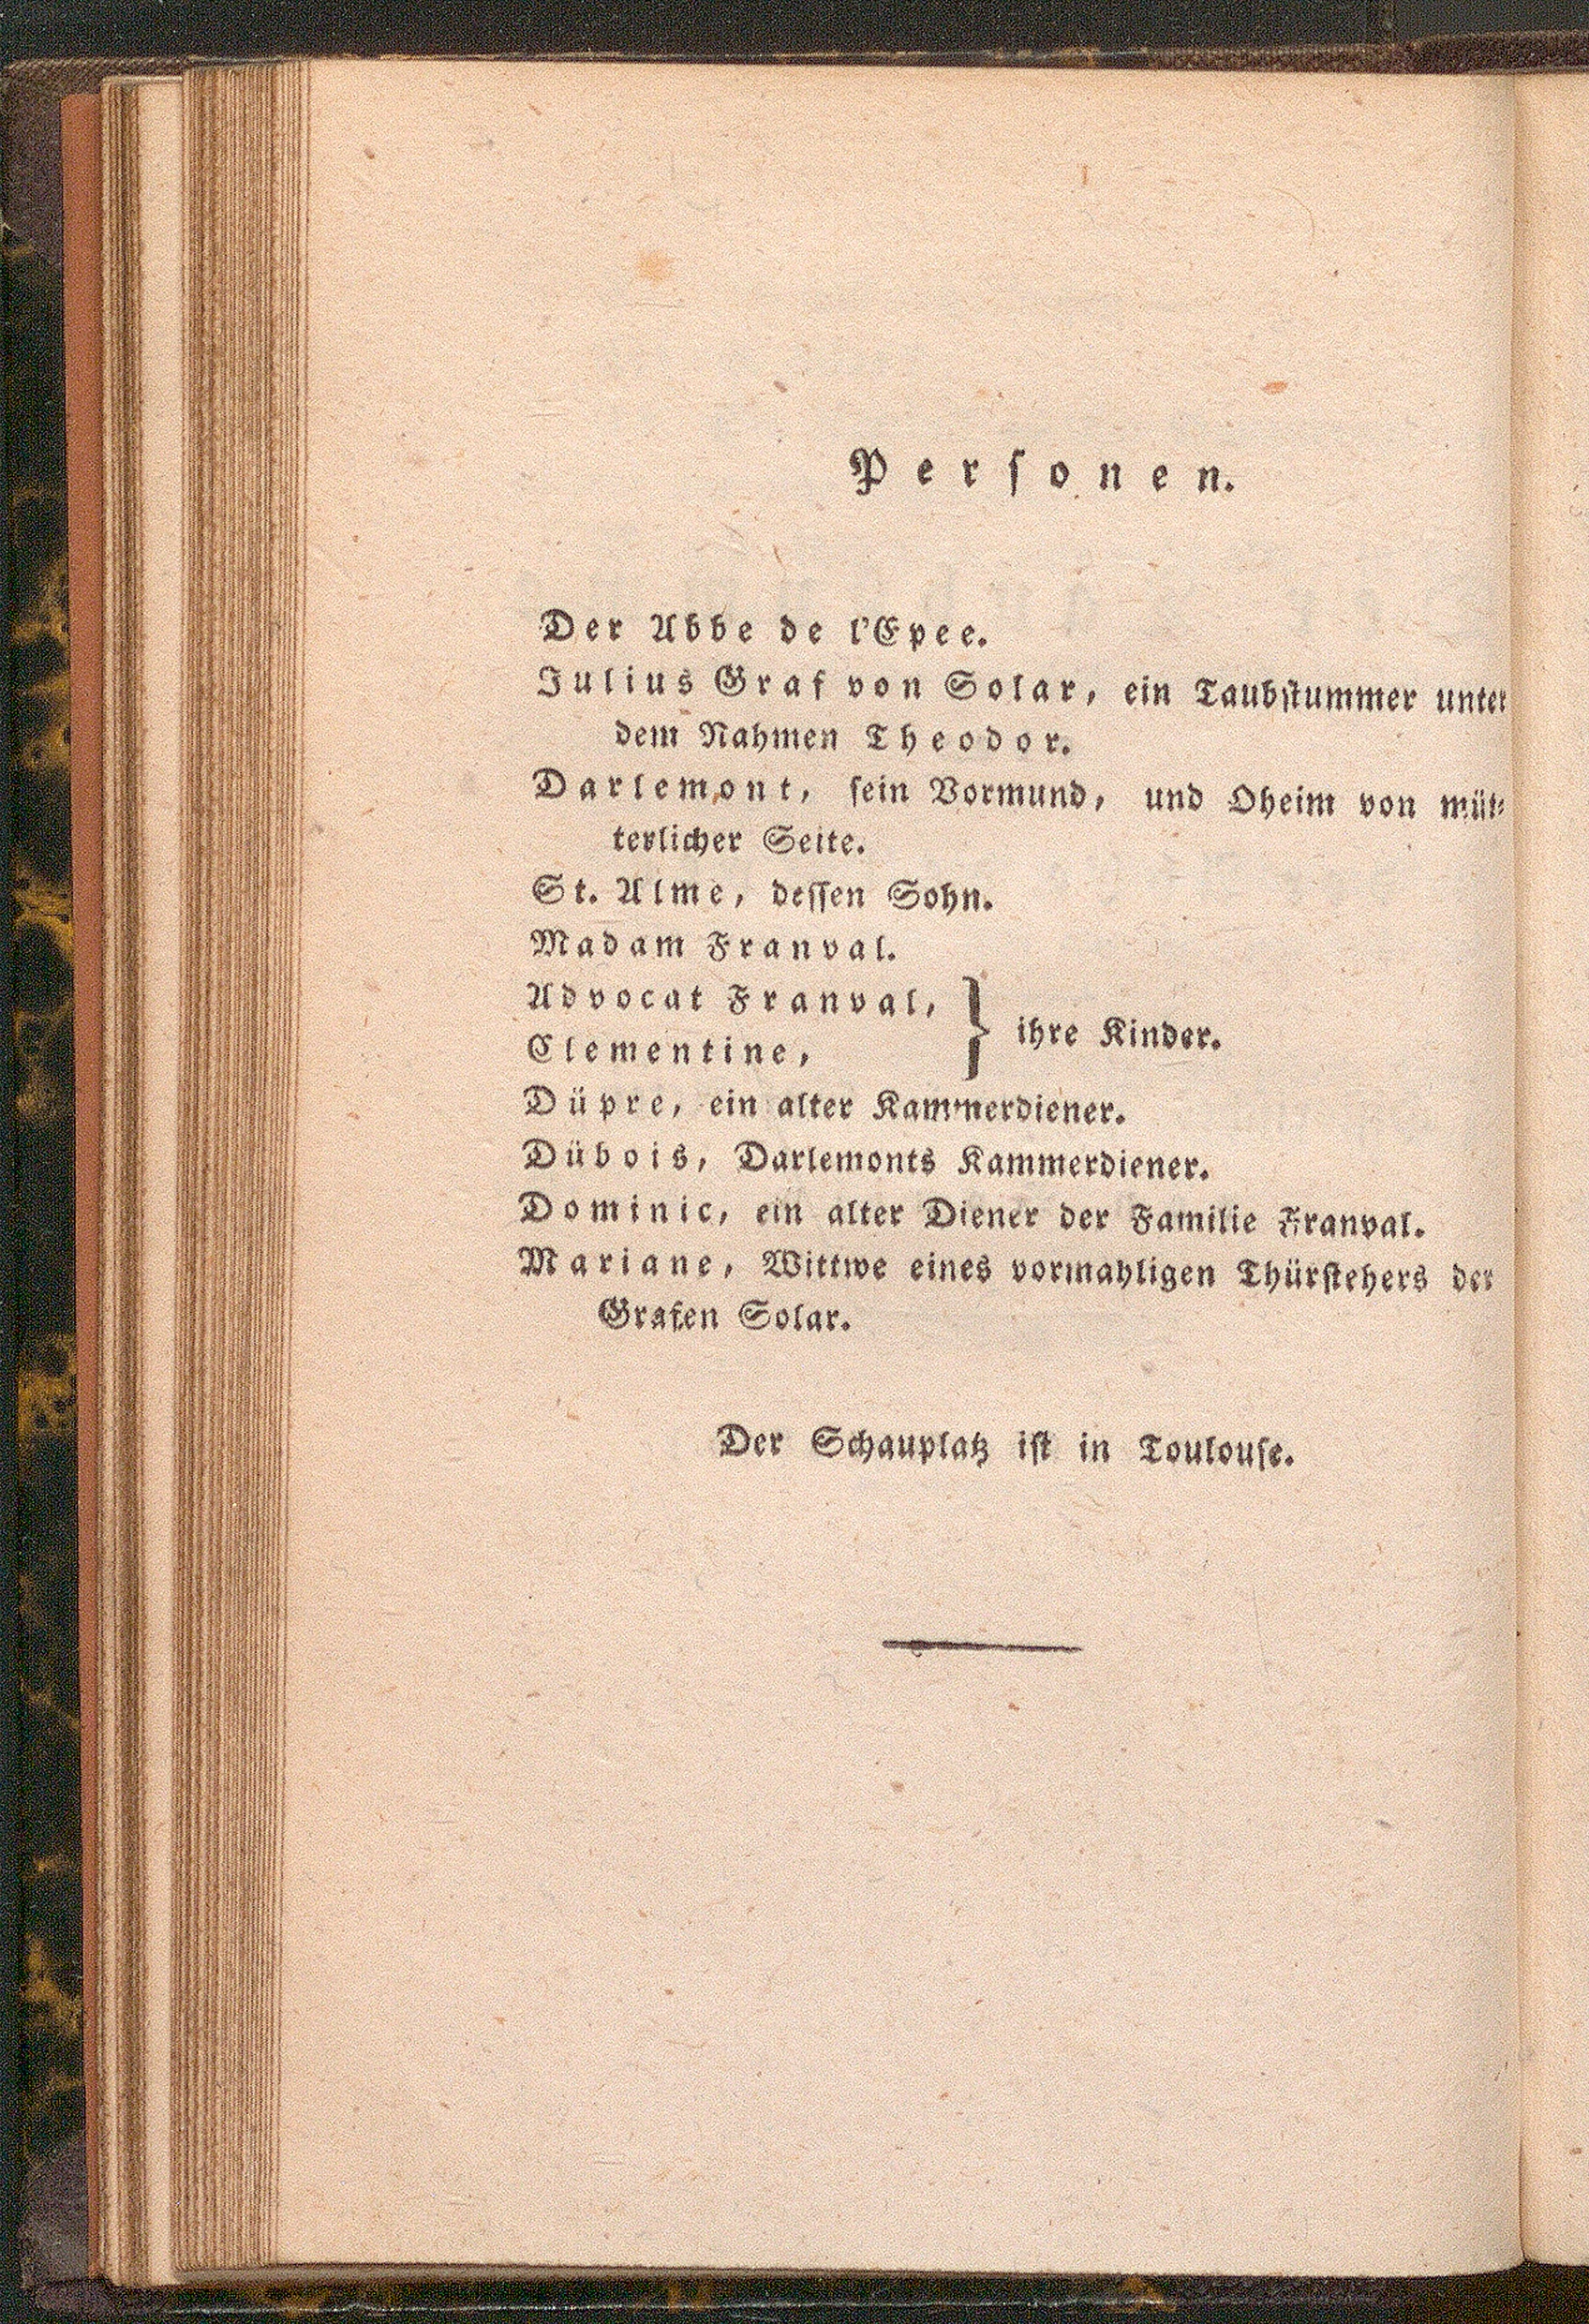 Personen.
Der Abbe de l'Epee.
Julius Graf von Solar, ein Taubstummer unter
dem Nahmen Theodor.
Darlemont, sein Vormund, und Oheim von müt-
terlicher Seite.
St. Alme, dessen Sohn.
Madam Franval.
Advocat Franval,
Clementine,
} ihre Kinder.
Düpre, ein alter Kammerdiener.
Dübois, Darlemonts Kammerdiener.
Dominic, ein alter Diener der Familie Franval.
Mariane, Wittwe eines vormahligen Thürstehers der
Grafen Solar.
Der Schauplatz ist in Toulouse.